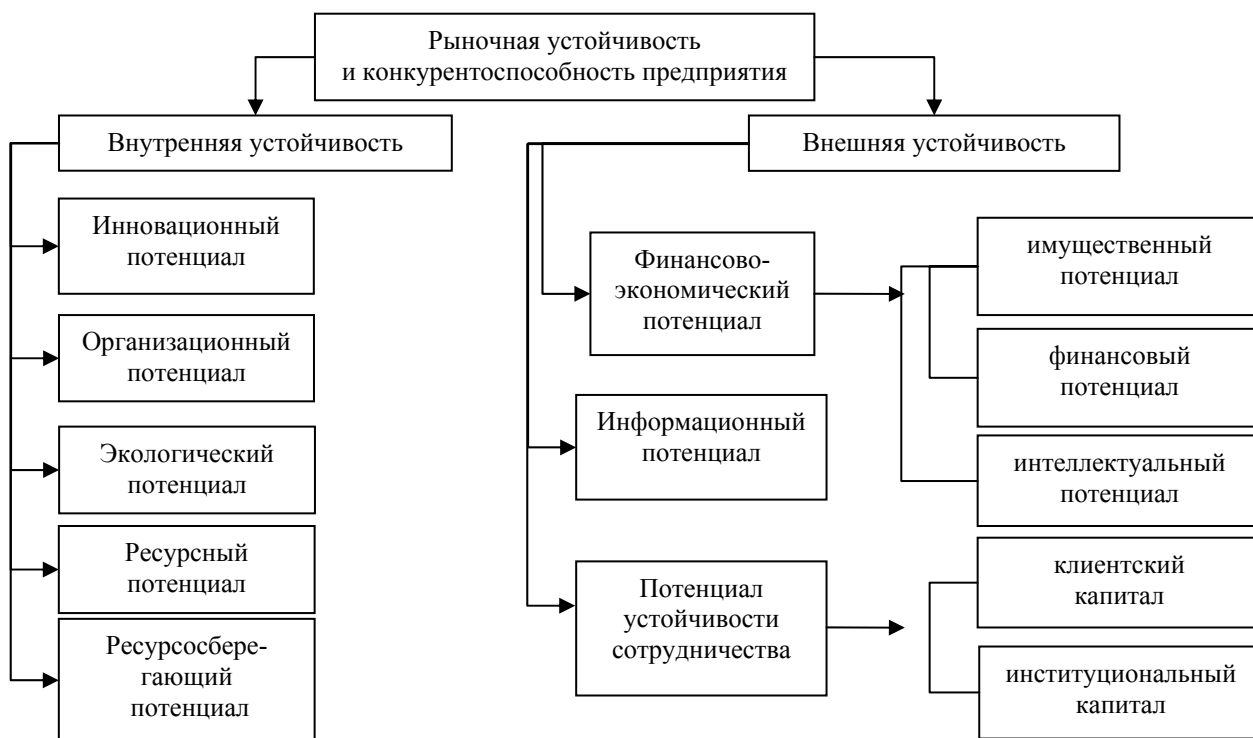 Рыночная устойчивость
и конкурентоспособность предприятия
Внутренняя устойчивость
Внешняя устойчивость
Инновационный
потенциал
Организационный
потенциал
Экологический
потенциал
Ресурсный
потенциал
Ресурсосбере-
гающий
потенциал
Финансово-
экономический
потенциал
Информационный
потенциал
Потенциал
устойчивости
сотрудничества
имущественный
потенциал
финансовый
потенциал
интеллектуальный
потенциал
клиентский
капитал
институциональный
капитал